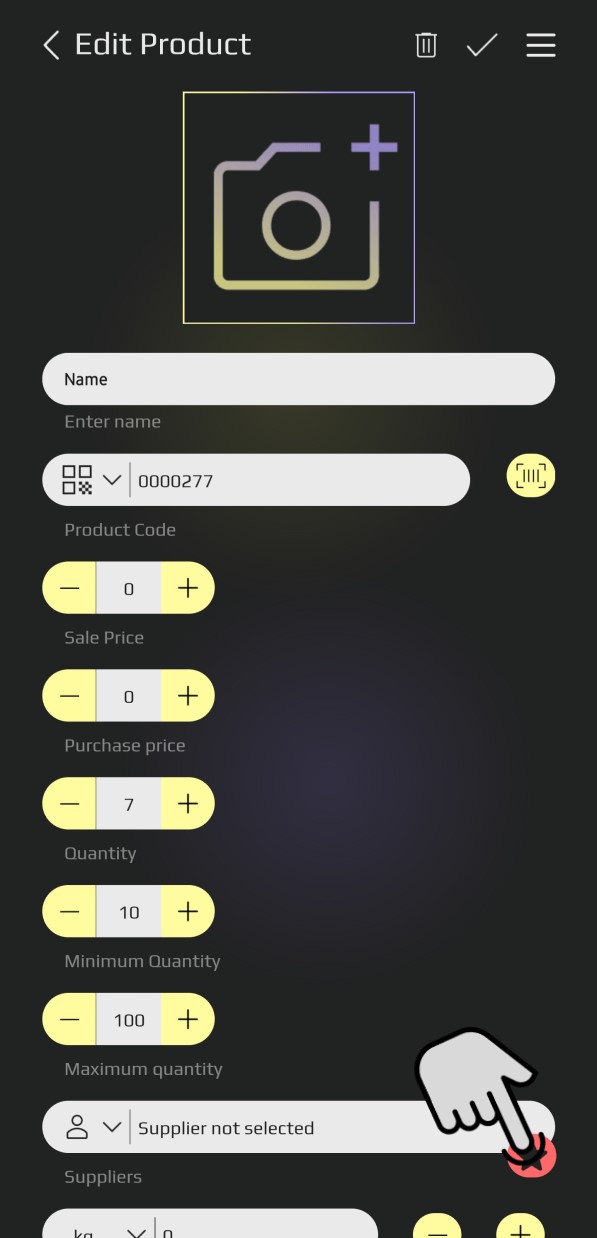 Edit Product
Name
Enter name
0000277
Product Code
0
Sale Price
0
Purchase price
7
Quantity
10
Minimum Quantity
100
Maximum quantity
Supplier not selected
Suppliers
kg 0